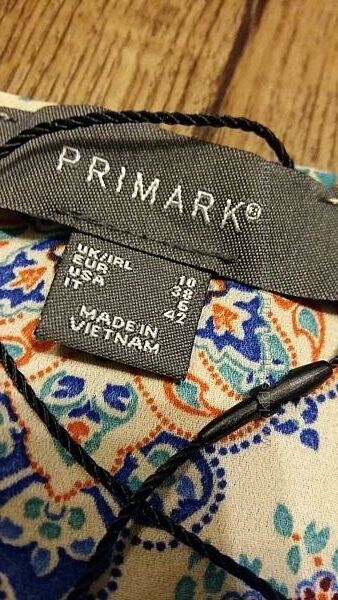 PRIMARK®
UK/IRL 10
EUR 38
USA 6
IT 42
MADE IN
VIETNAM